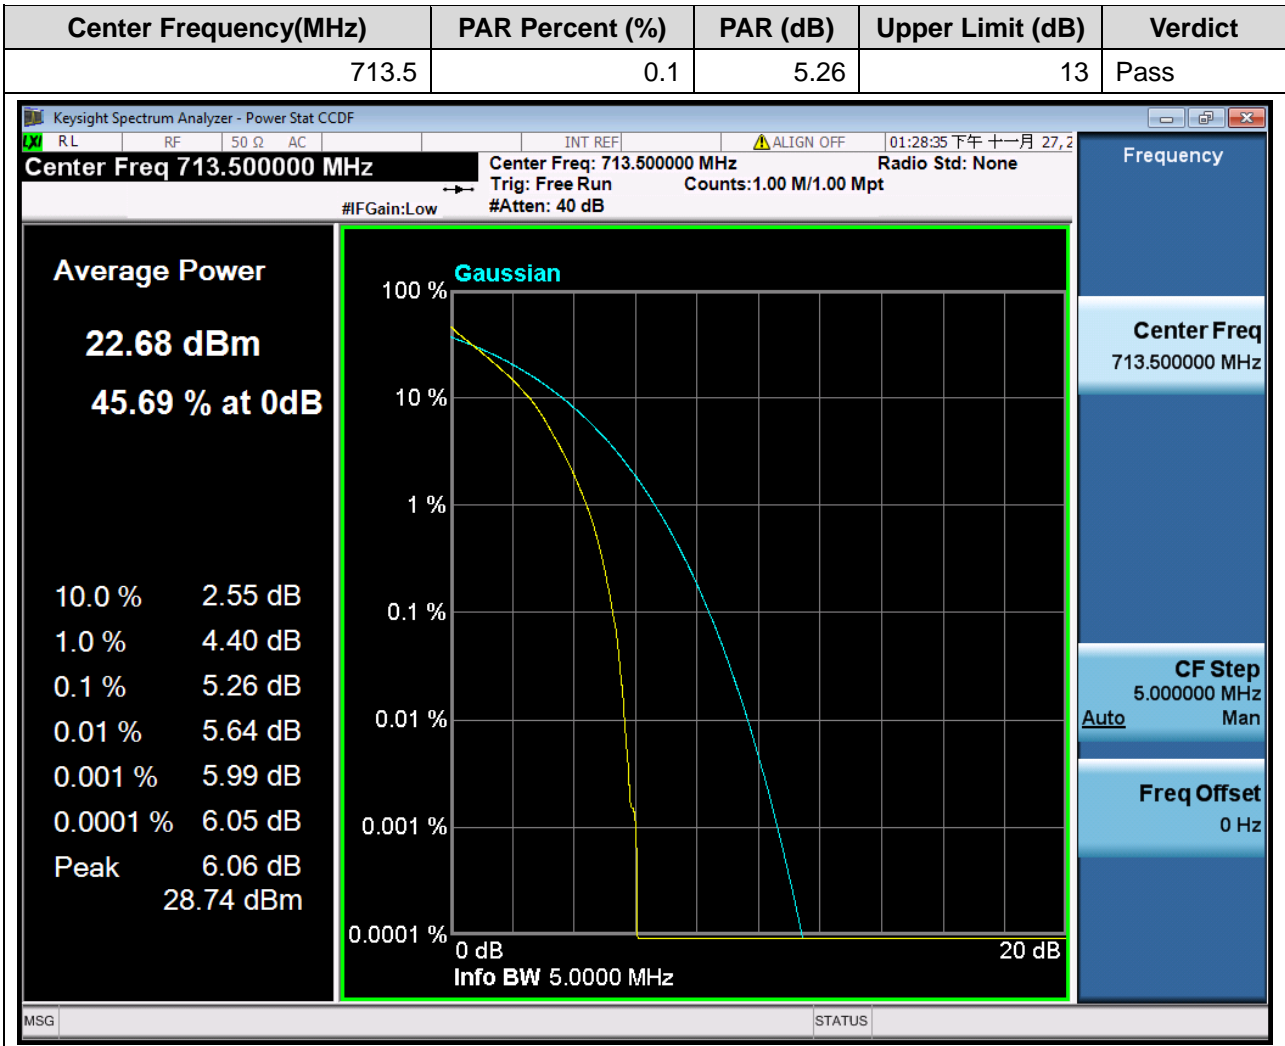 Center Frequency(MHz) PAR Percent (%) PAR (dB) Upper Limit (dB) Verdict
713.5 0.1 5.26 13 Pass
Keysight Spectrum Analyzer - Power Stat CCDF
LXI RL RF 50 Ω AC INT REF ALIGN OFF 01:28:35 下午 十一月 27, 2
Center Freq 713.500000 MHz
Center Freq: 713.500000 MHz Radio Std: None
Trig: Free Run Counts:1.00 M/1.00 Mpt
#IFGain:Low #Atten: 40 dB
Average Power
22.68 dBm
45.69 % at 0dB
10.0 % 2.55 dB
1.0 % 4.40 dB
0.1 % 5.26 dB
0.01 % 5.64 dB
0.001 % 5.99 dB
0.0001 % 6.05 dB
Peak 6.06 dB
28.74 dBm
Gaussian
100 %
10 %
1 %
0.1 %
0.01 %
0.001 %
0.0001 %
0 dB 20 dB
Info BW 5.0000 MHz
Frequency
Center Freq
713.500000 MHz
CF Step
5.000000 MHz
Auto Man
Freq Offset
0 Hz
MSG STATUS